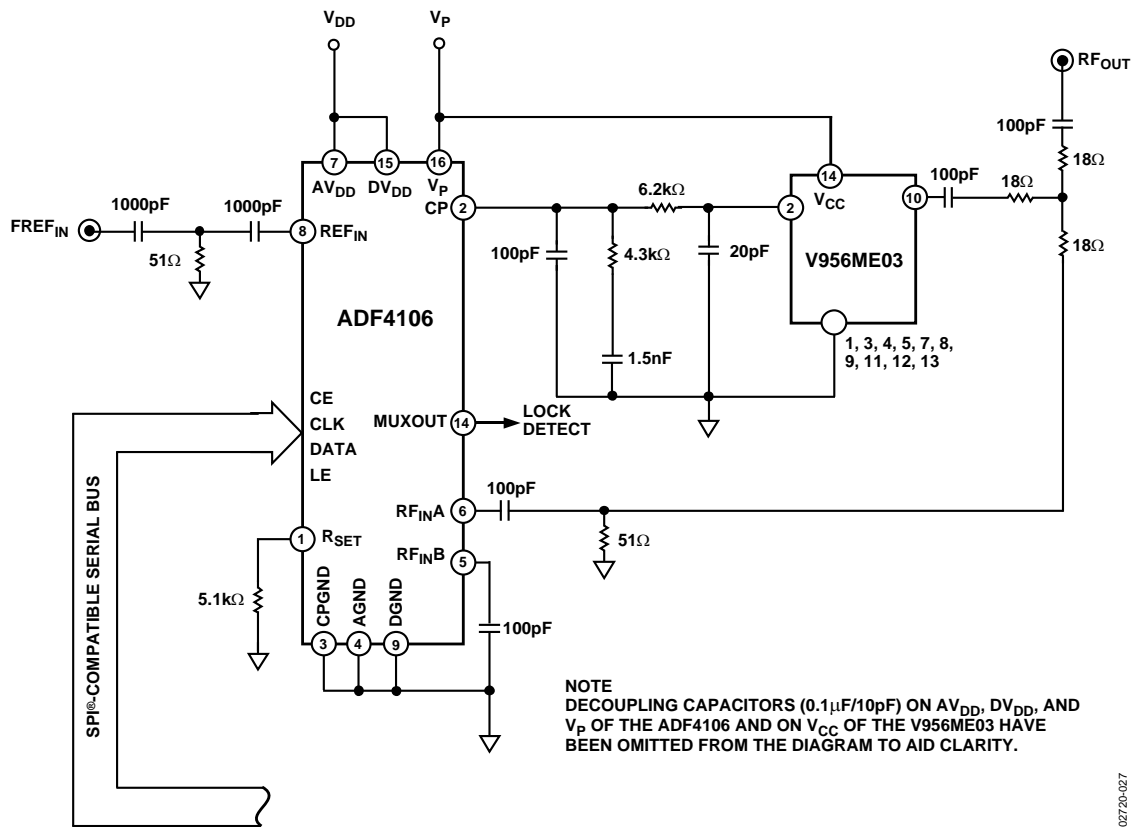 VDD
VP
RFOUT
100pF
18Ω
7
15
16
AVDD
DVDD
VP
14
VCC
100pF
18Ω
1000pF
1000pF
CP
2
6.2kΩ
2
10
FREFIN
8
REFIN
51Ω
100pF
4.3kΩ
20pF
V956ME03
18Ω
ADF4106
1.5nF
1, 3, 4, 5, 7, 8,
9, 11, 12, 13
CE
CLK
DATA
LE
MUXOUT
14
LOCK
DETECT
100pF
RFINA
6
51Ω
1
RSET
RFINB
5
5.1kΩ
CPGND
AGND
DGND
3
4
9
100pF
SPI®-COMPATIBLE SERIAL BUS
NOTE
DECOUPLING CAPACITORS (0.1µF/10pF) ON AVDD, DVDD, AND
VP OF THE ADF4106 AND ON VCC OF THE V956ME03 HAVE
BEEN OMITTED FROM THE DIAGRAM TO AID CLARITY.
02720-027